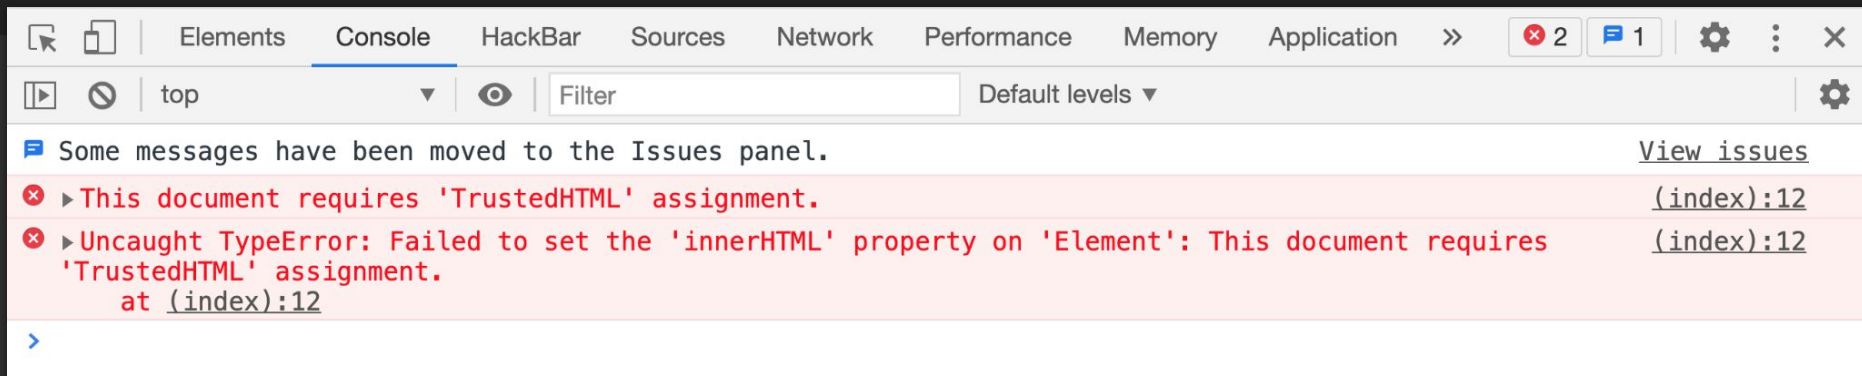 Elements Console HackBar Sources Network Performance Memory Application » 2 1
top ▼ Filter Default levels ▼
Some messages have been moved to the Issues panel. View issues
▶This document requires 'TrustedHTML' assignment. (index):12
▶Uncaught TypeError: Failed to set the 'innerHTML' property on 'Element': This document requires (index):12
'TrustedHTML' assignment.
at (index):12